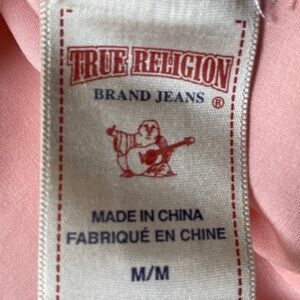 TRUE RELIGION
BRAND JEANS ®
MADE IN CHINA
FABRIQUÉ EN CHINE
M/M